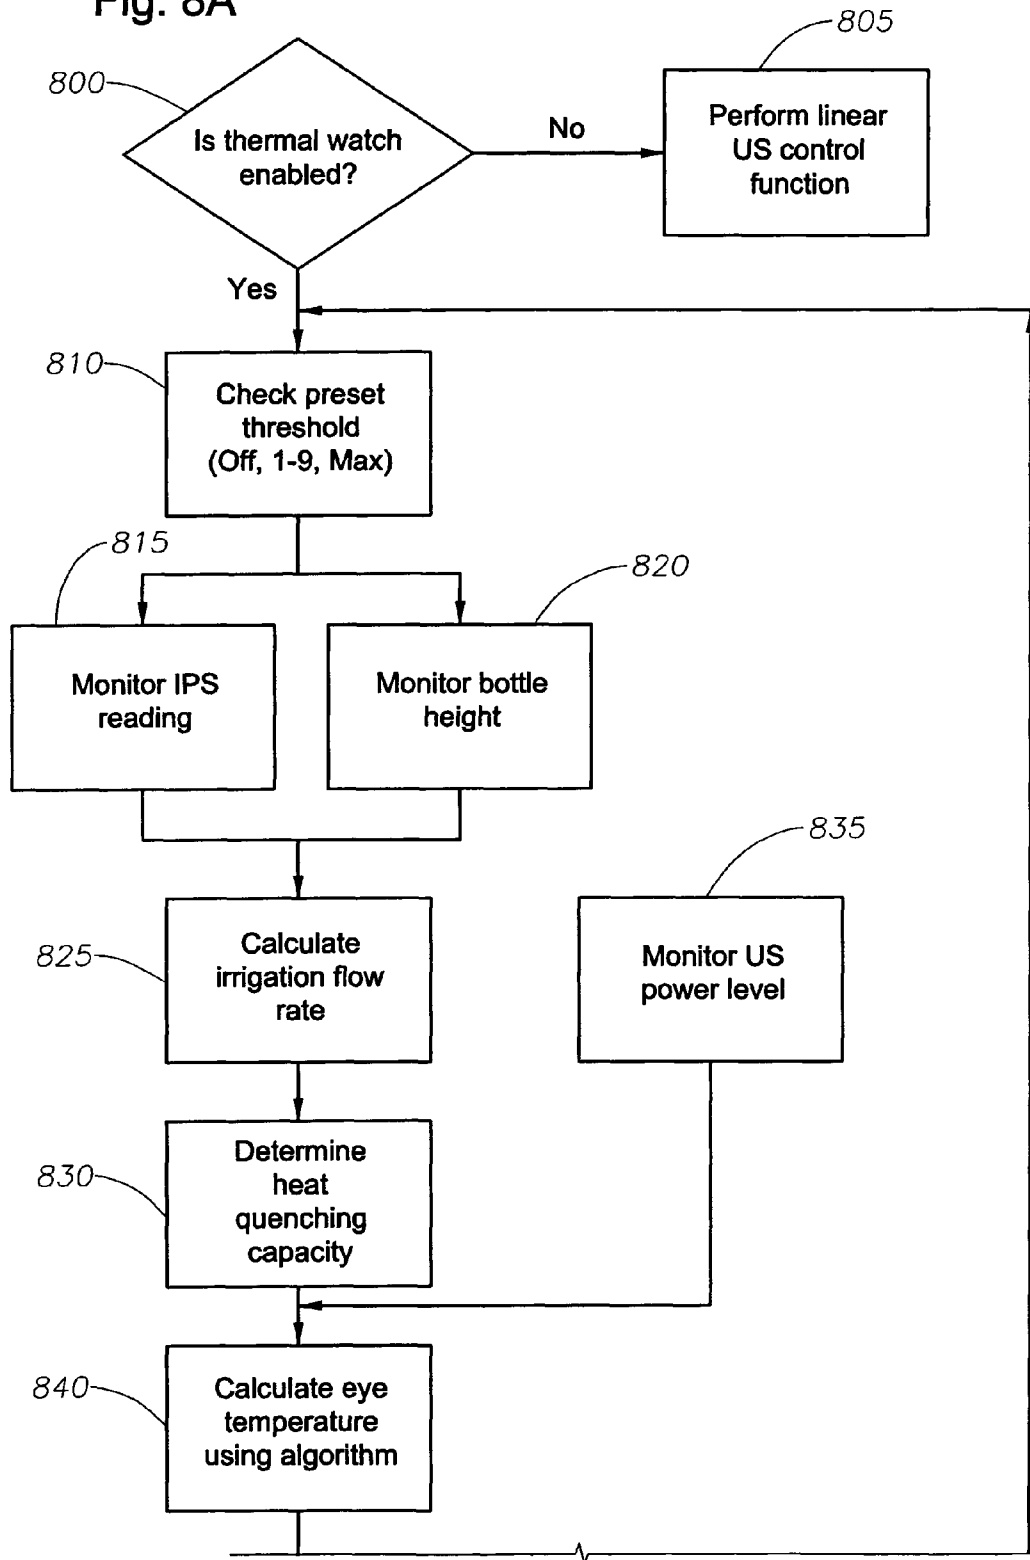 Fig. 8A
800
Is thermal watch
enabled?
No
805
Perform linear
US control
function
Yes
810
Check preset
threshold
(Off, 1-9, Max)
815
Monitor IPS
reading
820
Monitor bottle
height
825
Calculate
irrigation flow
rate
835
Monitor US
power level
830
Determine
heat
quenching
capacity
840
Calculate eye
temperature
using algorithm